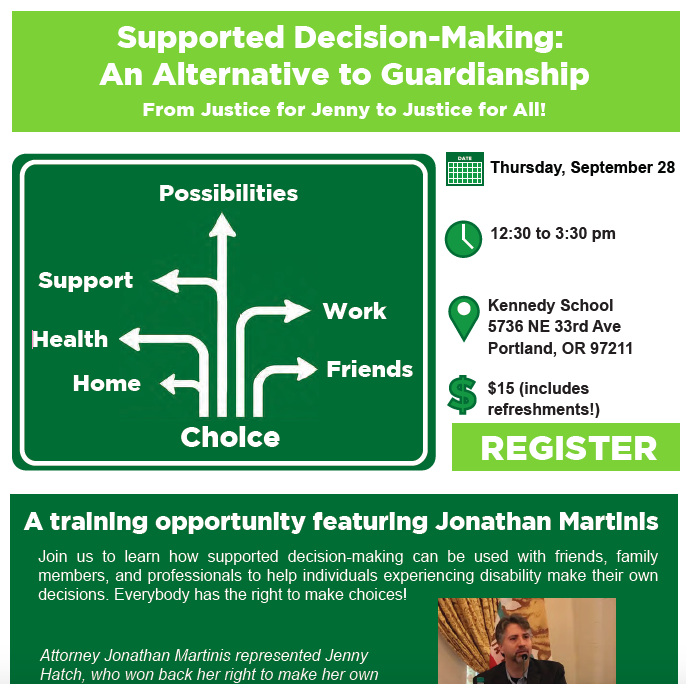 Supported Decision-Making:
An Alternative to Guardianship
From Justice for Jenny to Justice for All!
Possibilities
Support
Work
Health
Friends
Home
Choice
DATE
Thursday, September 28
12:30 to 3:30 pm
Kennedy School
5736 NE 33rd Ave
Portland, OR 97211
$
$15 (includes
refreshments!)
REGISTER
A training opportunity featuring Jonathan Martinis
Join us to learn how supported decision-making can be used with friends, family
members, and professionals to help individuals experiencing disability make their own
decisions. Everybody has the right to make choices!
Attorney Jonathan Martinis represented Jenny
Hatch, who won back her right to make her own